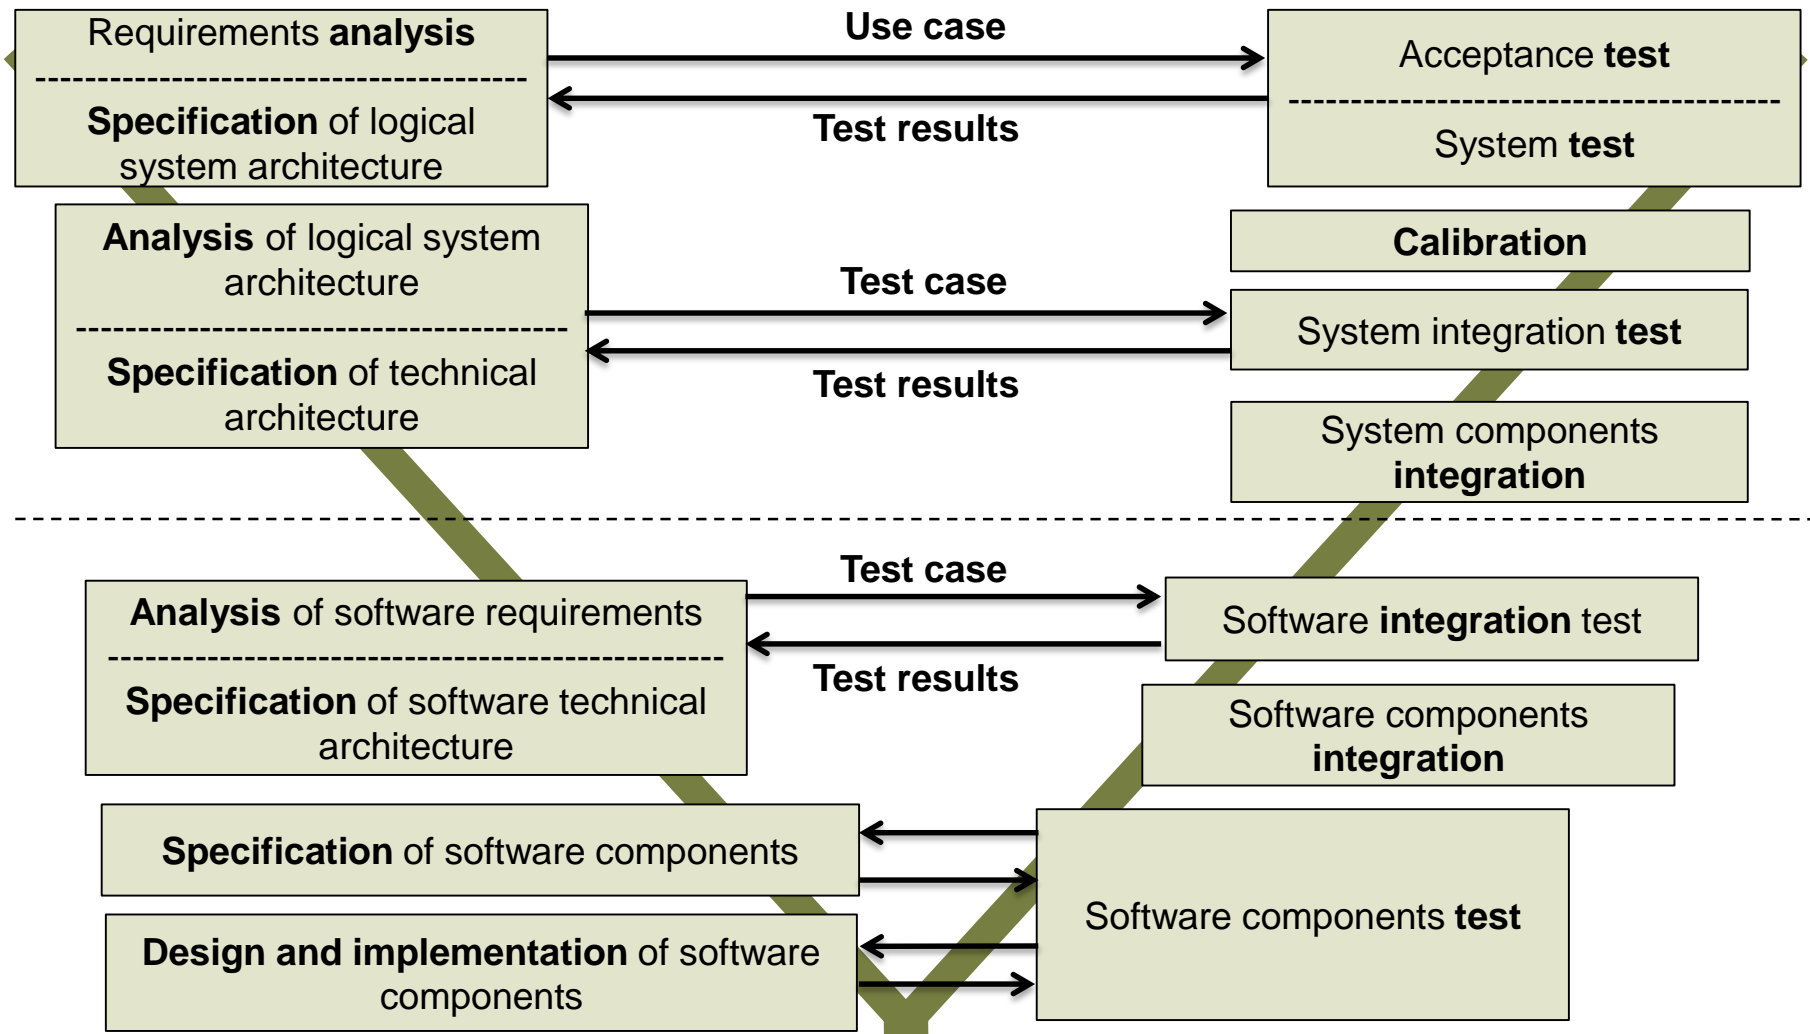 Requirements analysis
Specification of logical
system architecture
Use case
Test results
Acceptance test
System test
Analysis of logical system
architecture
Specification of technical
architecture
Test case
Test results
Calibration
System integration test
System components
integration
Analysis of software requirements
Specification of software technical
architecture
Test case
Test results
Software integration test
Software components
integration
Specification of software components
Design and implementation of software
components
Software components test